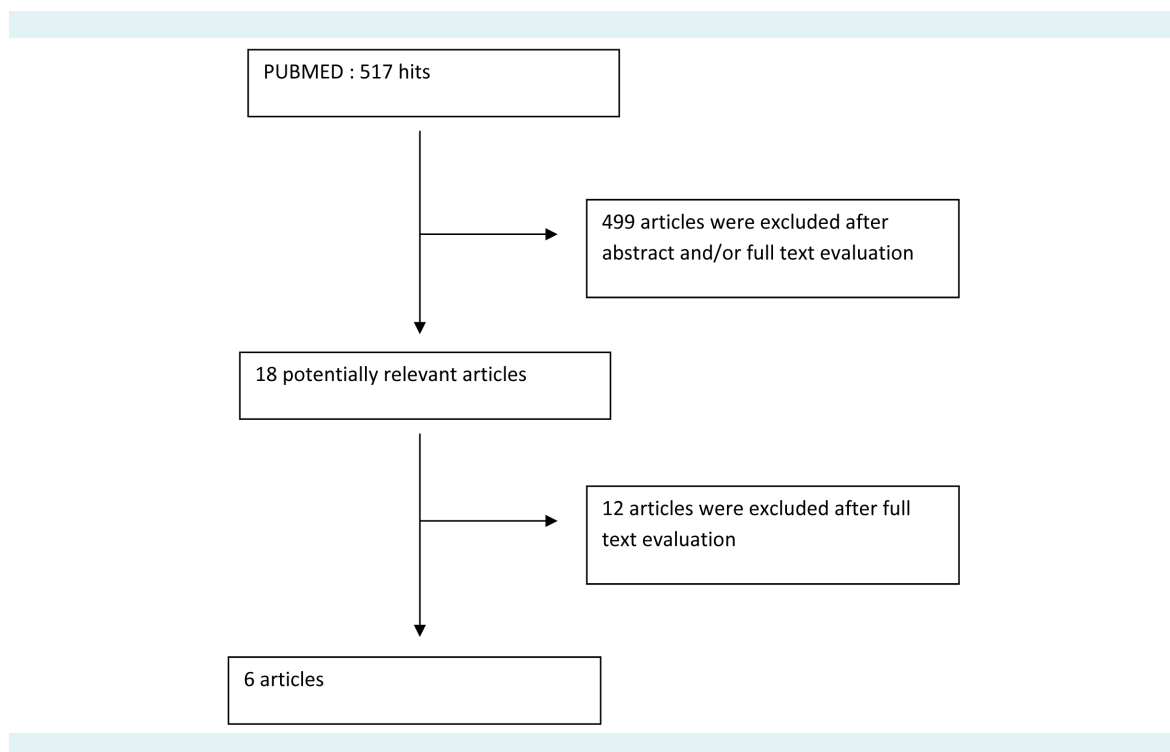 PUBMED : 517 hits
499 articles were excluded after
abstract and/or full text evaluation
18 potentially relevant articles
12 articles were excluded after full
text evaluation
6 articles